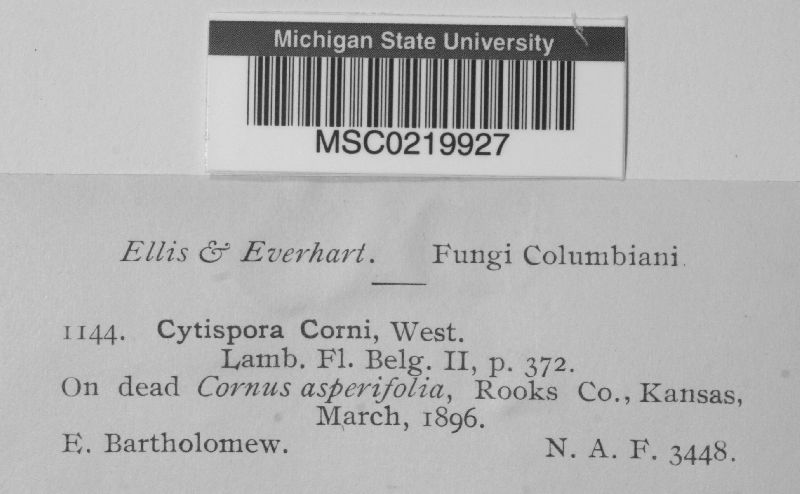 Michigan State University
MSC0219927
Ellis & Everhart. Fungi Columbiani.
1144. Cytispora Corni, West.
Lamb. Fl. Belg. II, p. 372.
On dead Cornus asperifolia, Rooks Co., Kansas,
March, 1896.
E. Bartholomew. N. A. F. 3448.